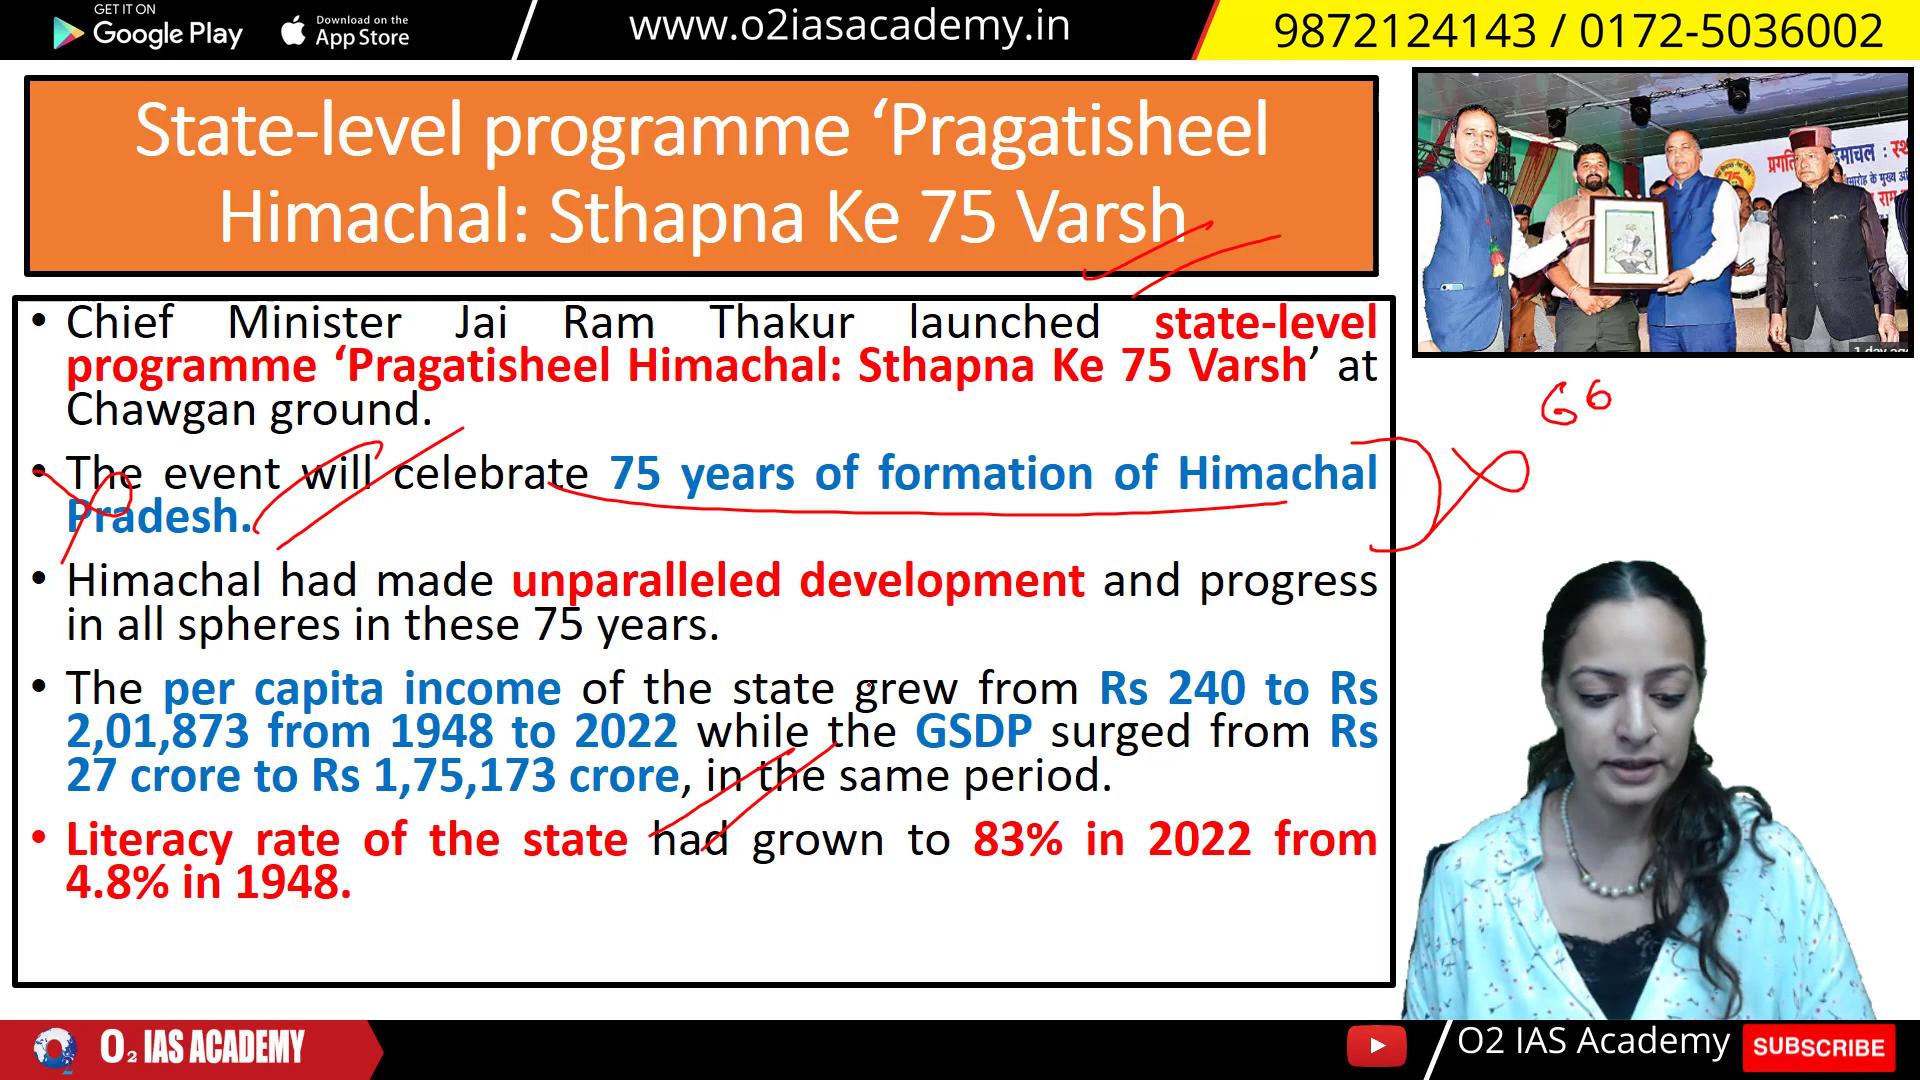 GET IT ON
Google Play
Download on the
App Store
www.o2iasacademy.in
9872124143 / 0172-5036002
State-level programme ‘Pragatisheel
Himachal: Sthapna Ke 75 Varsh
• Chief Minister Jai Ram Thakur launched state-level
programme ‘Pragatisheel Himachal: Sthapna Ke 75 Varsh’ at
Chawgan ground.
• The event will celebrate 75 years of formation of Himachal
Pradesh.
• Himachal had made unparalleled development and progress
in all spheres in these 75 years.
• The per capita income of the state grew from Rs 240 to Rs
2,01,873 from 1948 to 2022 while the GSDP surged from Rs
27 crore to Rs 1,75,173 crore, in the same period.
• Literacy rate of the state had grown to 83% in 2022 from
4.8% in 1948.
हिमाचल :
के मुख्य
75
1 day ago
66
O2 IAS ACADEMY
O2 IAS Academy
SUBSCRIBE